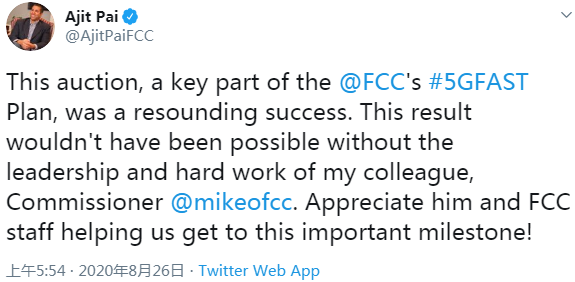 Ajit Pai
@AjitPaiFCC
This auction, a key part of the @FCC's #5GFAST
Plan, was a resounding success. This result
wouldn't have been possible without the
leadership and hard work of my colleague,
Commissioner @mikeofcc. Appreciate him and FCC
staff helping us get to this important milestone!
上午5:54 · 2020年8月26日 · Twitter Web App